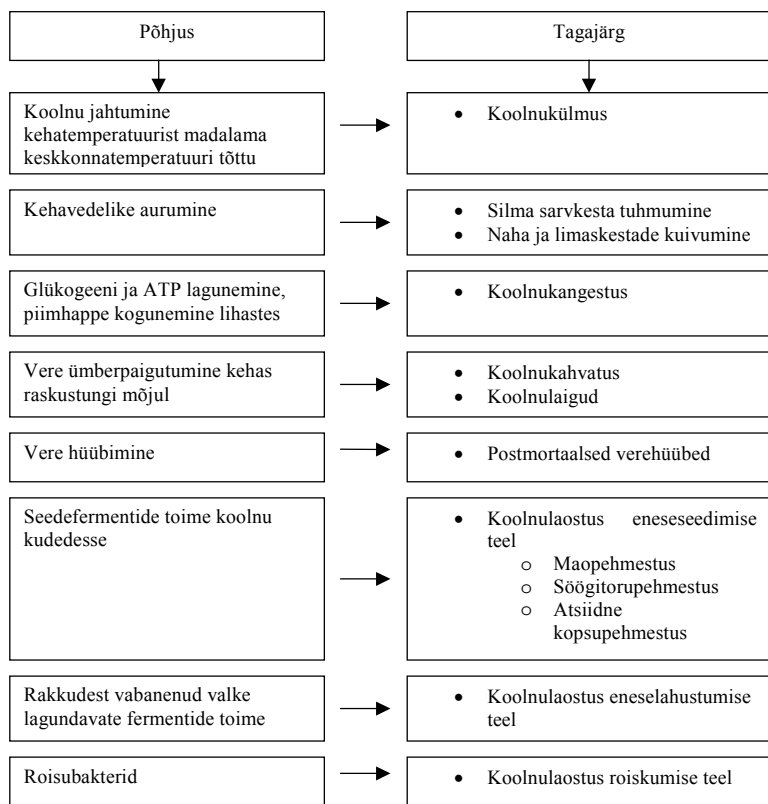 Põhjus
Tagajärg
Koolnu jahtumine
kehatemperatuurist madalama
keskkonnatemperatuuri tõttu
• Koolnukülmus
Kehavedelike aurumine
• Silma sarvkesta tuhmumine
• Naha ja limaskestade kuivumine
Glükogeeni ja ATP lagunemine,
piimhappe kogunemine lihastes
• Koolnukangestus
Vere ümberpaigutumine kehas
raskustungi mõjul
• Koolnukahvatus
• Koolnulaigud
Vere hüübimine
• Postmortaalsed verehüübed
Seedefermentide toime koolnu
kudedesse
• Koolnulaostus eneseseedimise
teel
o Maopehmestus
o Söögitorupehmestus
o Atsiidne
kopsupehmestus
Rakkudest vabanenud valke
lagundavate fermentide toime
• Koolnulaostus eneselahustumise
teel
Roisubakterid
• Koolnulaostus roiskumise teel